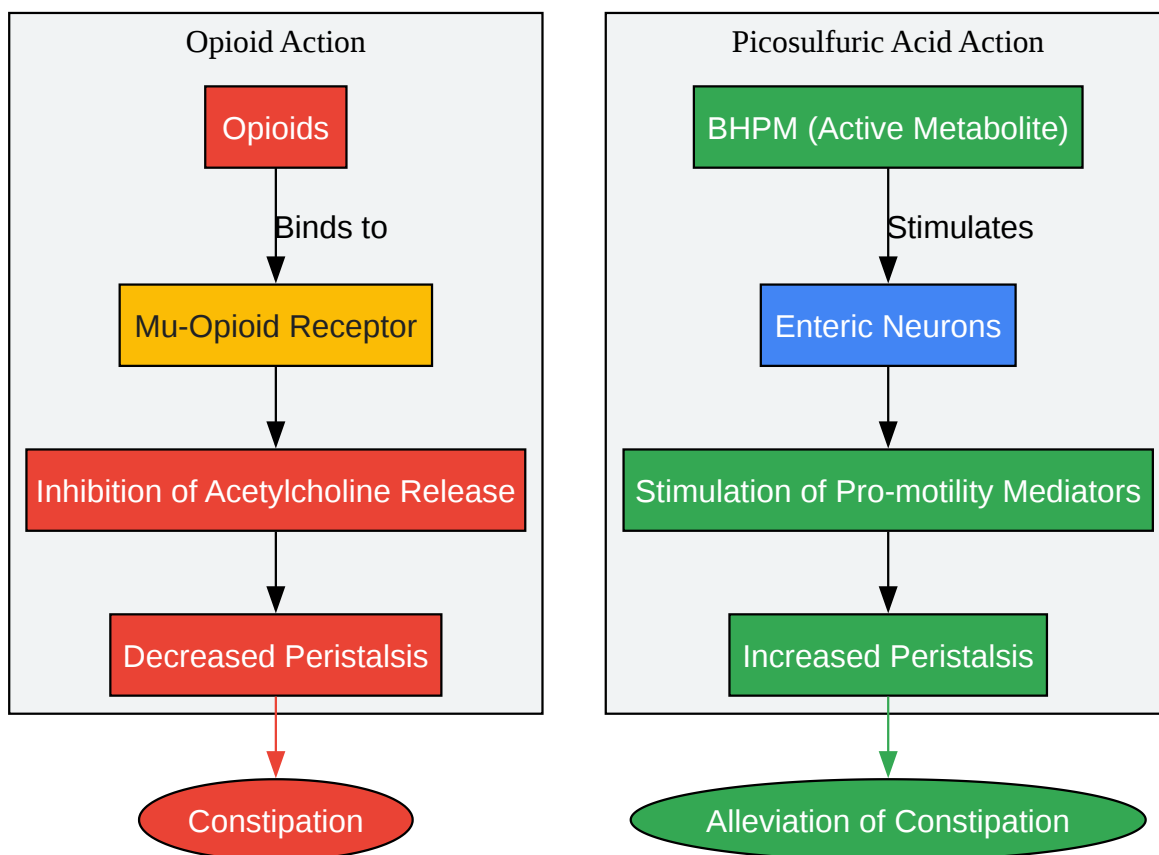 Opioid Action
Opioids
Binds to
Mu-Opioid Receptor
Inhibition of Acetylcholine Release
Decreased Peristalsis
Constipation
Picosulfuric Acid Action
BHPM (Active Metabolite)
Stimulates
Enteric Neurons
Stimulation of Pro-motility Mediators
Increased Peristalsis
Alleviation of Constipation